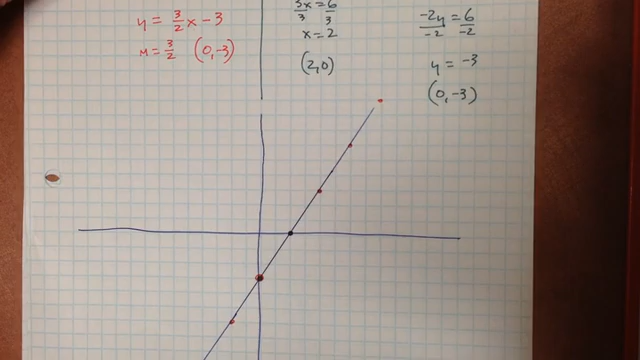 y = 3/2 x - 3
m = 3/2 (0, -3)
3x = 6
3 3
x = 2
(2, 0)
-2y = 6
-2 -2
y = -3
(0, -3)